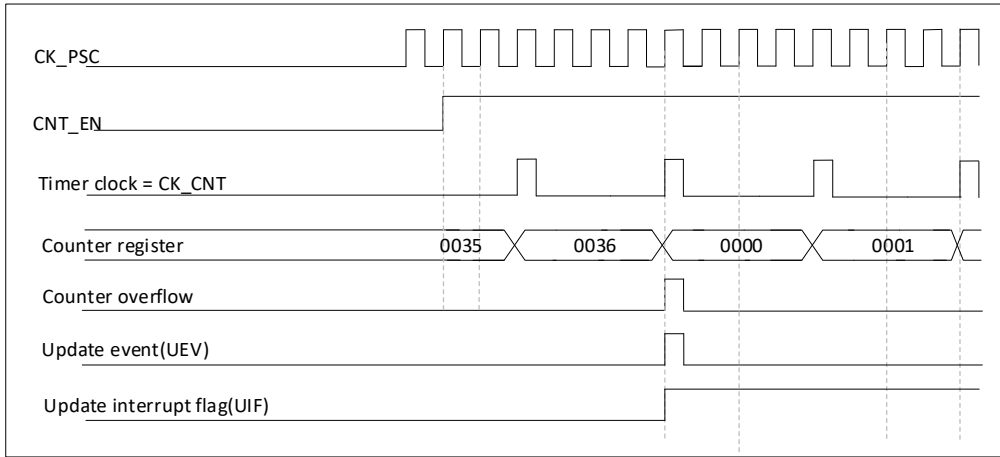 CK_PSC
CNT_EN
Timer clock = CK_CNT
Counter register 0035 0036 0000 0001
Counter overflow
Update event(UEV)
Update interrupt flag(UIF)